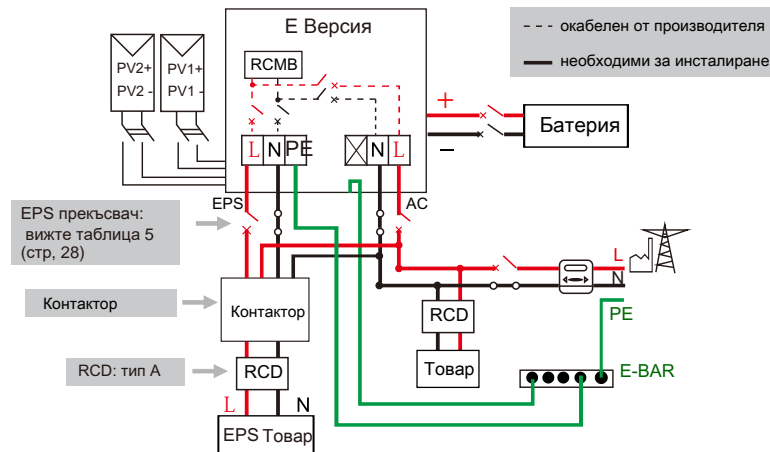 E Версия
окабелен от производителя
необходими за инсталиране
PV2+ PV1+
PV2 - PV1 -
RCMB
+
Батерия
−
L N PE
N L
EPS
AC
EPS прекъсвач:
вижте таблица 5
(стр, 28)
L
N
Контактор
Контактор
RCD
PE
RCD: тип A
RCD
Товар
E-BAR
L N
EPS Товар